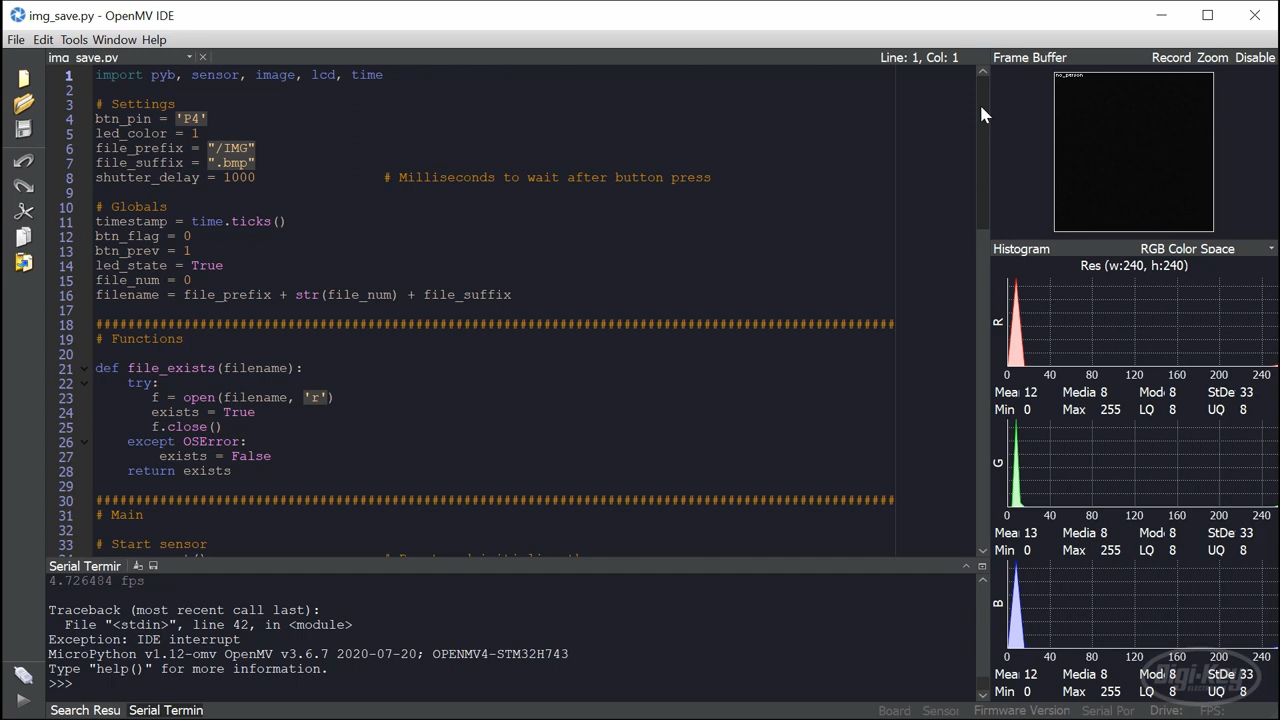 img_save.py - OpenMV IDE
File Edit Tools Window Help
img_save.py
Line: 1, Col: 1
Frame Buffer
Record Zoom Disable
1 import pyb, sensor, image, lcd, time
2
3 # Settings
4 btn_pin = 'P4'
5 led_color = 1
6 file_prefix = "/IMG"
7 file_suffix = ".bmp"
8 shutter_delay = 1000 # Milliseconds to wait after button press
9
10 # Globals
11 timestamp = time.ticks()
12 btn_flag = 0
13 btn_prev = 1
14 led_state = True
15 file_num = 0
16 filename = file_prefix + str(file_num) + file_suffix
17
18 ####################################################################################################
19 # Functions
20
21 def file_exists(filename):
22 try:
23 f = open(filename, 'r')
24 exists = True
25 f.close()
26 except OSError:
27 exists = False
28 return exists
29
30 ####################################################################################################
31 # Main
32
33 # Start sensor
no_person
Histogram
RGB Color Space
Res (w:240, h:240)
R
0 40 80 120 160 200 240
Mea 12 Media 8 Mod 8 StDe 33
Min 0 Max 255 LQ 8 UQ 8
G
0 40 80 120 160 200 240
Mea 13 Media 8 Mod 8 StDe 33
Min 0 Max 255 LQ 8 UQ 8
B
0 40 80 120 160 200 240
Mea 12 Media 8 Mod 8 StDe 33
Min 0 Max 255 LQ 8 UQ 8
Serial Termir
4.726484 fps
Traceback (most recent call last):
File "<stdin>", line 42, in <module>
Exception: IDE interrupt
MicroPython v1.12-omv OpenMV v3.6.7 2020-07-20; OPENMV4-STM32H743
Type "help()" for more information.
>>>
Search Resu Serial Termin
Board Sensor Firmware Version Serial Por Drive: FPS:
Digi-Key
ELECTRONICS